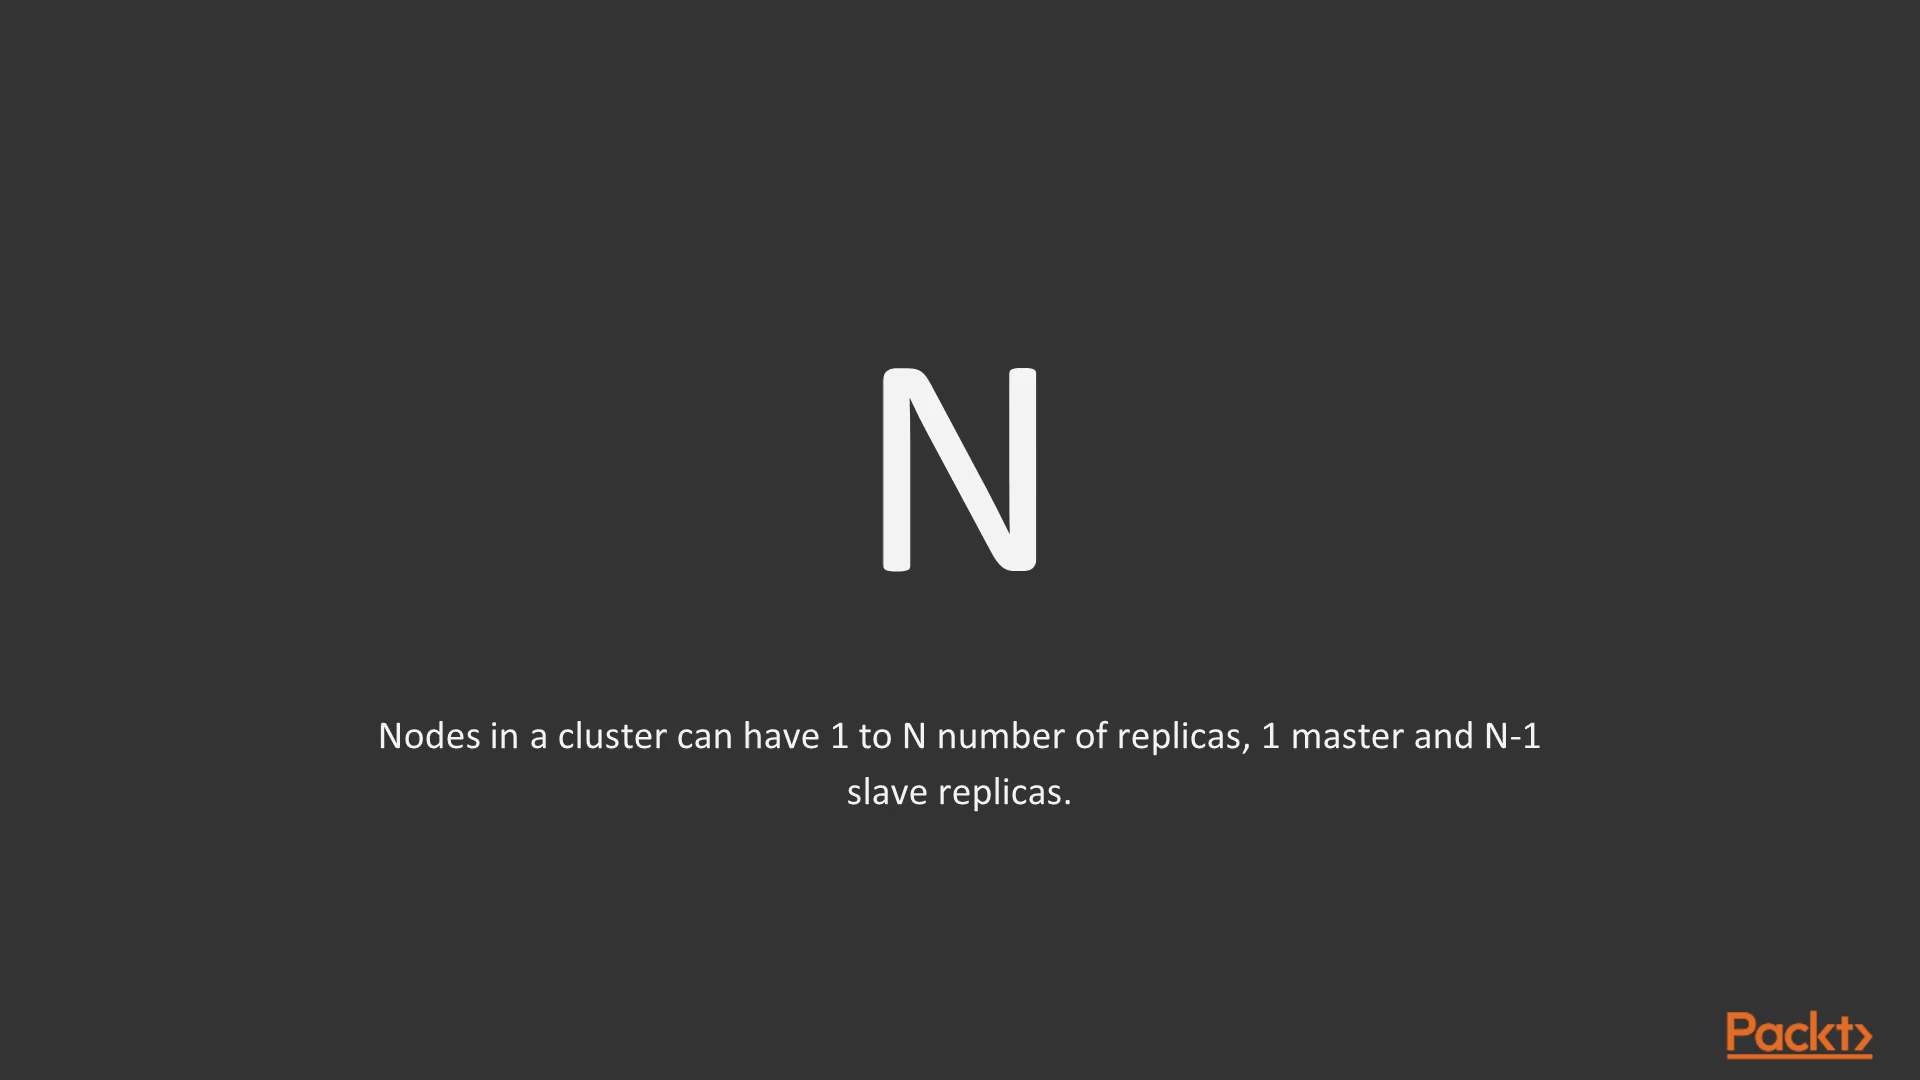 N
Nodes in a cluster can have 1 to N number of replicas, 1 master and N-1
slave replicas.
Packt>